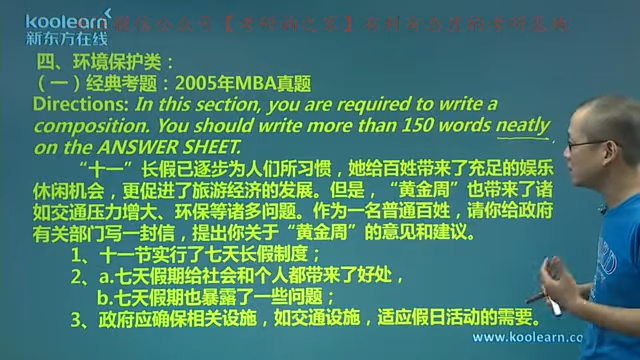 koolearn
新东方在线
微信公众号【考研狗之家】有料有态度的考研基地
四、环境保护类：
（一）经典考题：2005年MBA真题
Directions: In this section, you are required to write a
composition. You should write more than 150 words neatly
on the ANSWER SHEET.
“十一”长假已逐步为人们所习惯，她给百姓带来了充足的娱乐
休闲机会，更促进了旅游经济的发展。但是，“黄金周”也带来了诸
如交通压力增大、环保等诸多问题。作为一名普通百姓，请你给政府
有关部门写一封信，提出你关于“黄金周”的意见和建议。
1、十一节实行了七天长假制度；
2、a.七天假期给社会和个人都带来了好处，
b.七天假期也暴露了一些问题；
3、政府应确保相关设施，如交通设施，适应假日活动的需要。
www.koolearn.co